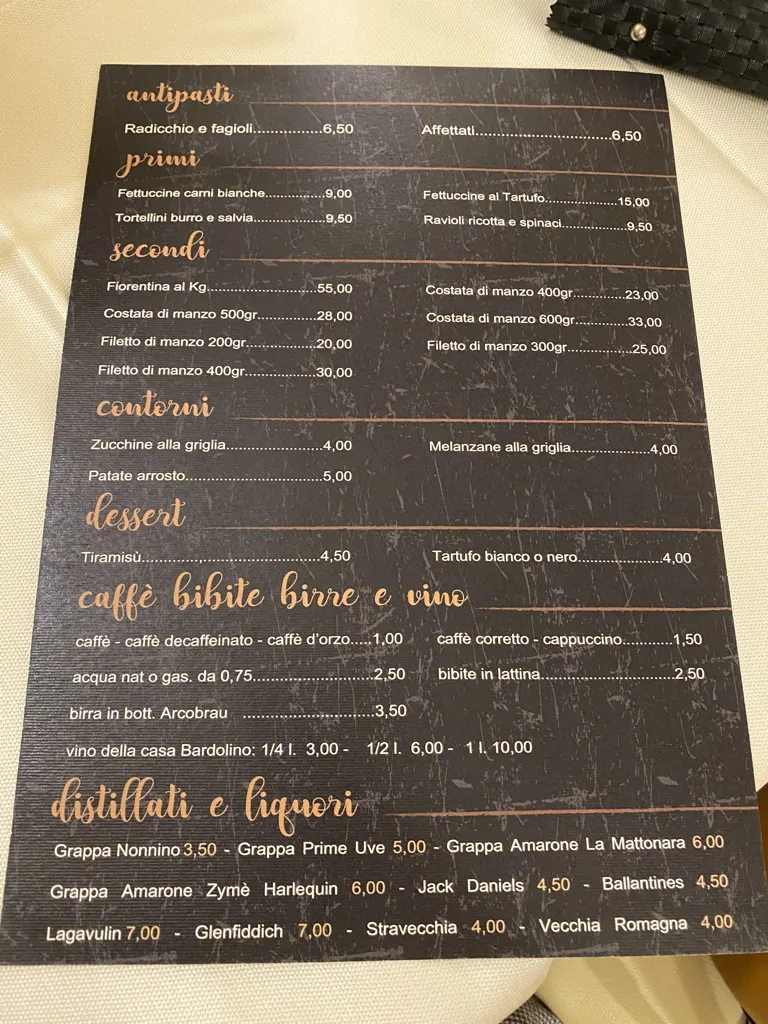 antipasti
Radicchio e fagioli...............6,50 Affettati..............................6,50
primi
Fettuccine carni bianche.............9,00 Fettuccine al Tartufo...................15,00
Tortellini burro e salvia...............9,50 Ravioli ricotta e spinaci................9,50
secondi
Fiorentina al Kg........................55,00 Costata di manzo 400gr.............23,00
Costata di manzo 500gr.............28,00 Costata di manzo 600gr.............33,00
Filetto di manzo 200gr...............20,00 Filetto di manzo 300gr................25,00
Filetto di manzo 400gr...............30,00
contorni
Zucchine alla griglia....................4,00 Melanzane alla griglia..................4,00
Patate arrosto............................5,00
dessert
Tiramisù....................................4,50 Tartufo bianco o nero..................4,00
caffè bibite birre e vino
caffè - caffè decaffeinato - caffè d'orzo.....1,00 caffè corretto - cappuccino...........1,50
acqua nat o gas. da 0,75..........................2,50 bibite in lattina.............................2,50
birra in bott. Arcobrau ............................3,50
vino della casa Bardolino: 1/4 l. 3,00 - 1/2 l. 6,00 - 1 l. 10,00
distillati e liquori
Grappa Nonnino 3,50 - Grappa Prime Uve 5,00 - Grappa Amarone La Mattonara 6,00
Grappa Amarone Zymè Harlequin 6,00 - Jack Daniels 4,50 - Ballantines 4,50
Lagavulin 7,00 - Glenfiddich 7,00 - Stravecchia 4,00 - Vecchia Romagna 4,00